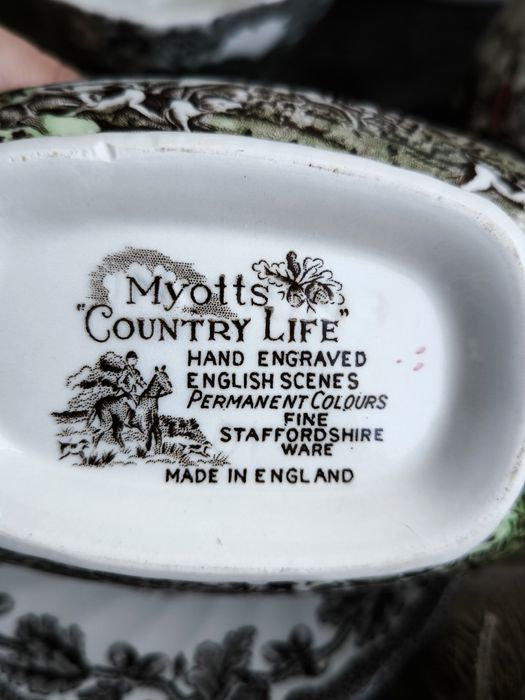 Myotts
"COUNTRY LIFE"
HAND ENGRAVED
ENGLISH SCENES
PERMANENT COLOURS
FINE
STAFFORDSHIRE
WARE
MADE IN ENGLAND